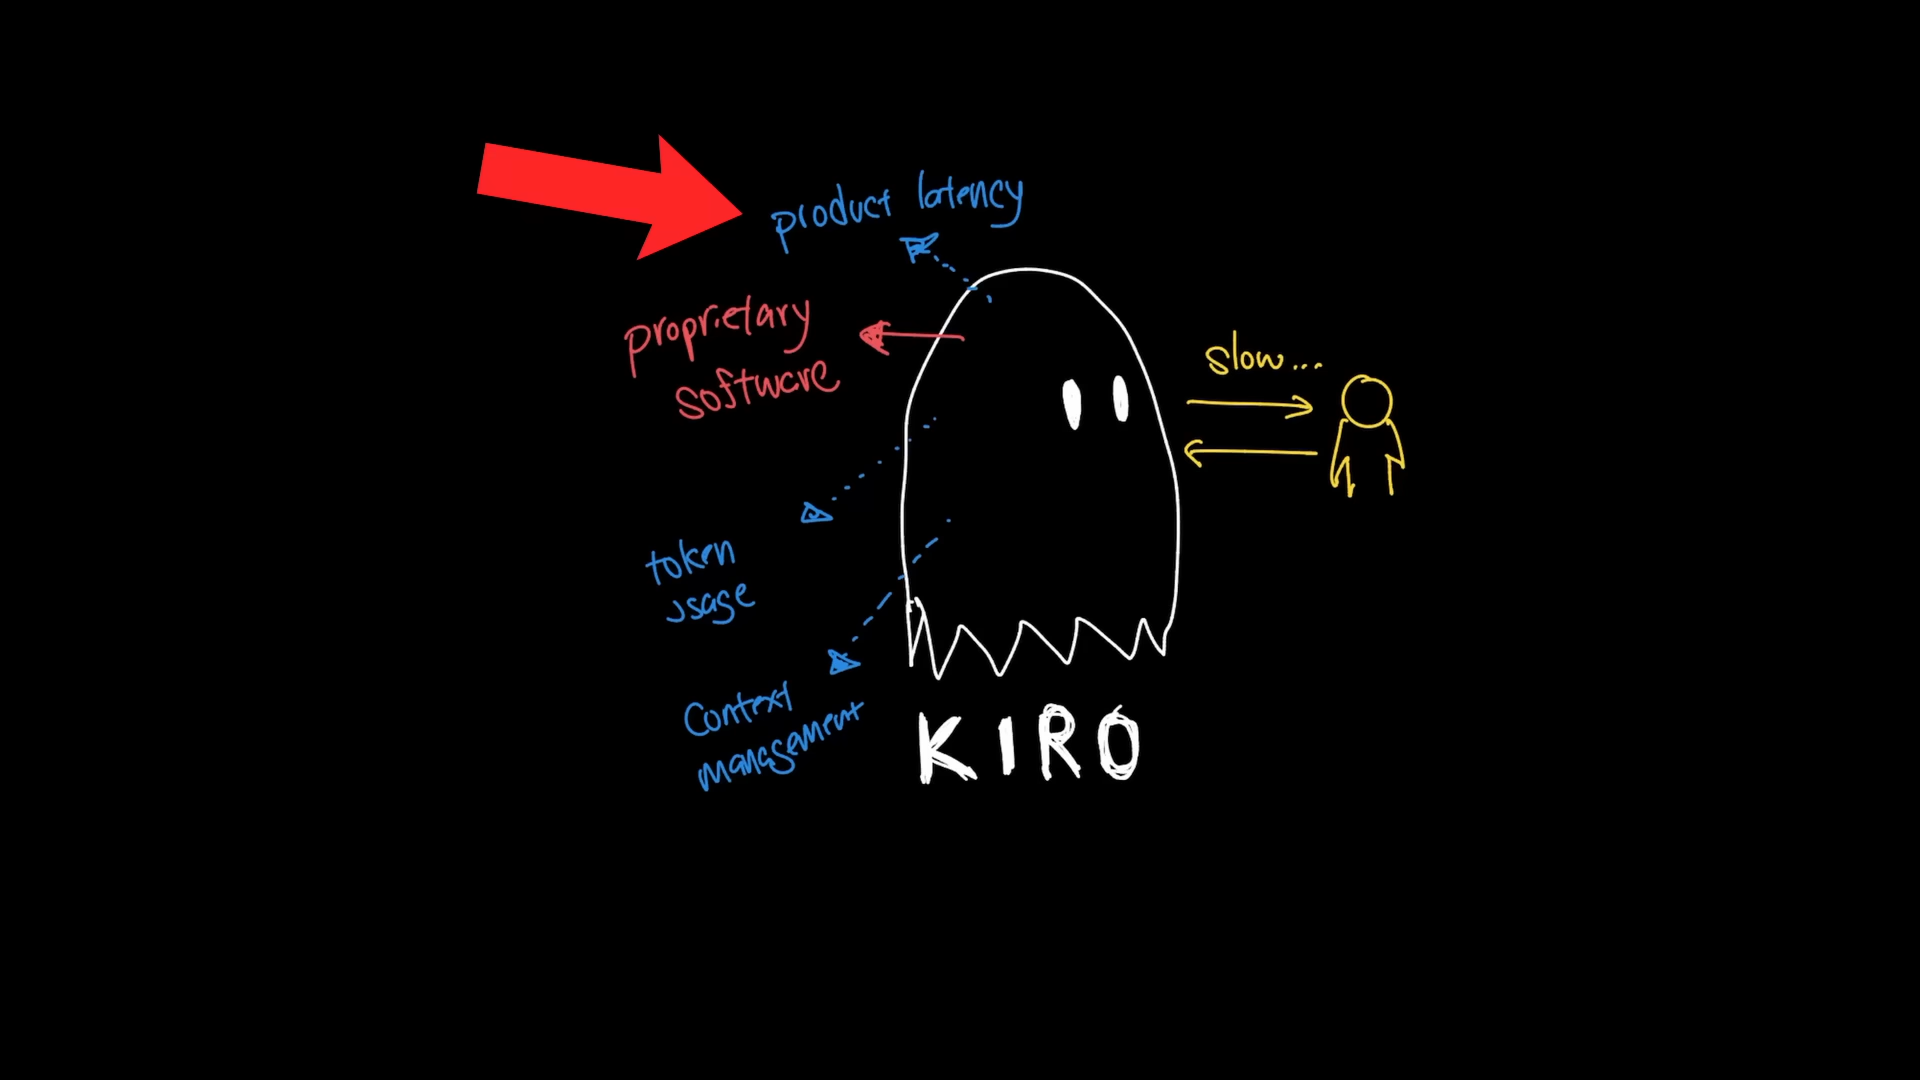 product latency
proprietary
software
slow...
token
usage
Context
management
KIRO